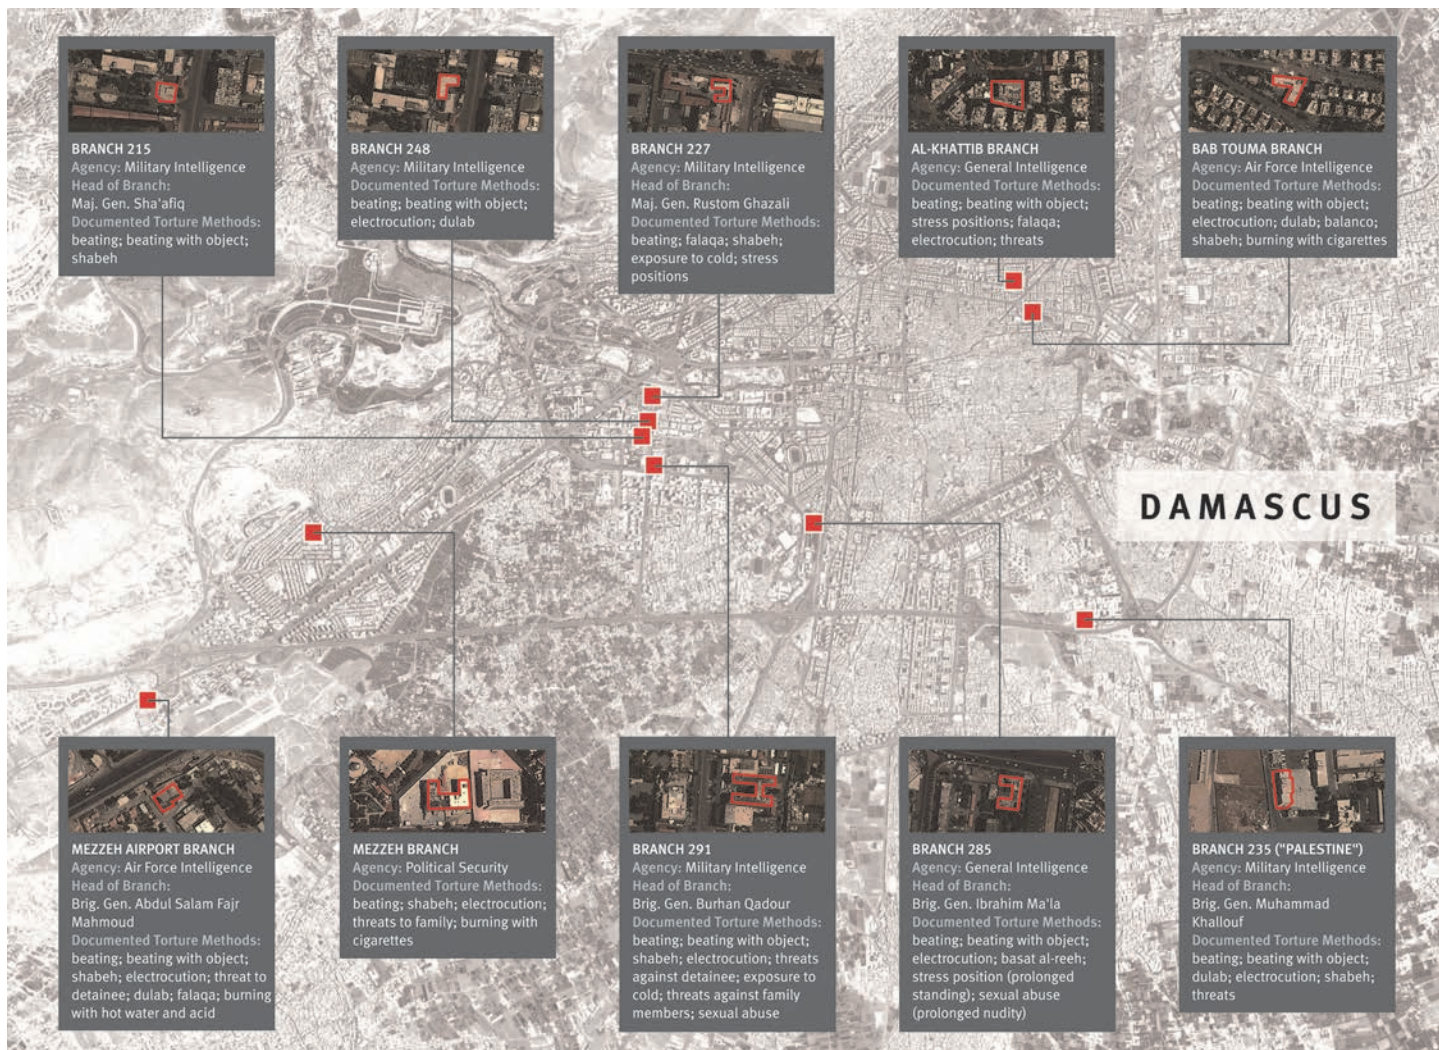 BRANCH 215
Agency: Military Intelligence
Head of Branch:
Maj. Gen. Sha'afiq
Documented Torture Methods:
beating; beating with object;
shabeh
BRANCH 248
Agency: Military Intelligence
Documented Torture Methods:
beating; beating with object;
electrocution; dulab
BRANCH 227
Agency: Military Intelligence
Head of Branch:
Maj. Gen. Rustom Ghazali
Documented Torture Methods:
beating; falaqa; shabeh;
exposure to cold; stress
positions
AL-KHATTIB BRANCH
Agency: General Intelligence
Documented Torture Methods:
beating; beating with object;
stress positions; falaqa;
electrocution; threats
BAB TOUMA BRANCH
Agency: Air Force Intelligence
Documented Torture Methods:
beating; beating with object;
electrocution; dulab; balanco;
shabeh; burning with cigarettes
DAMASCUS
MEZZEH AIRPORT BRANCH
Agency: Air Force Intelligence
Head of Branch:
Brig. Gen. Abdul Salam Fajr
Mahmoud
Documented Torture Methods:
beating; beating with object;
shabeh; electrocution; threat to
detainee; dulab; falaqa; burning
with hot water and acid
MEZZEH BRANCH
Agency: Political Security
Documented Torture Methods:
beating; shabeh; electrocution;
threats to family; burning with
cigarettes
BRANCH 291
Agency: Military Intelligence
Head of Branch:
Brig. Gen. Burhan Qadour
Documented Torture Methods:
beating; beating with object;
shabeh; electrocution; threats
against detainee; exposure to
cold; threats against family
members; sexual abuse
BRANCH 285
Agency: General Intelligence
Head of Branch:
Brig. Gen. Ibrahim Ma'la
Documented Torture Methods:
beating; beating with object;
electrocution; basat al-reeh;
stress position (prolonged
standing); sexual abuse
(prolonged nudity)
BRANCH 235 ("PALESTINE")
Agency: Military Intelligence
Head of Branch:
Brig. Gen. Muhammad
Khallouf
Documented Torture Methods:
beating; beating with object;
dulab; electrocution; shabeh;
threats